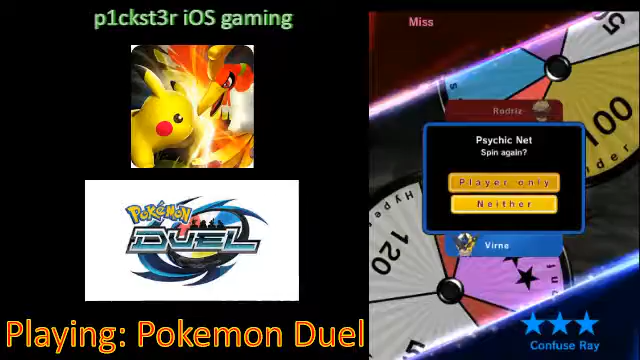 p1ckst3r iOS gaming
POKÉMON
DUEL
Playing: Pokemon Duel
Miss
Rodriz
100
Psychic Net
Spin again?
Player only
Neither
Virne
120
Confuse Ray